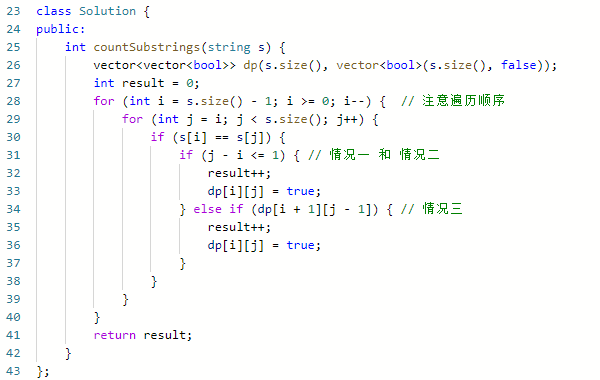 23 class Solution {
24 public:
25     int countSubstrings(string s) {
26         vector<vector<bool>> dp(s.size(), vector<bool>(s.size(), false));
27         int result = 0;
28         for (int i = s.size() - 1; i >= 0; i--) {  // 注意遍历顺序
29             for (int j = i; j < s.size(); j++) {
30                 if (s[i] == s[j]) {
31                     if (j - i <= 1) { // 情况一 和 情况二
32                         result++;
33                         dp[i][j] = true;
34                     } else if (dp[i + 1][j - 1]) { // 情况三
35                         result++;
36                         dp[i][j] = true;
37                     }
38                 }
39             }
40         }
41         return result;
42     }
43 };